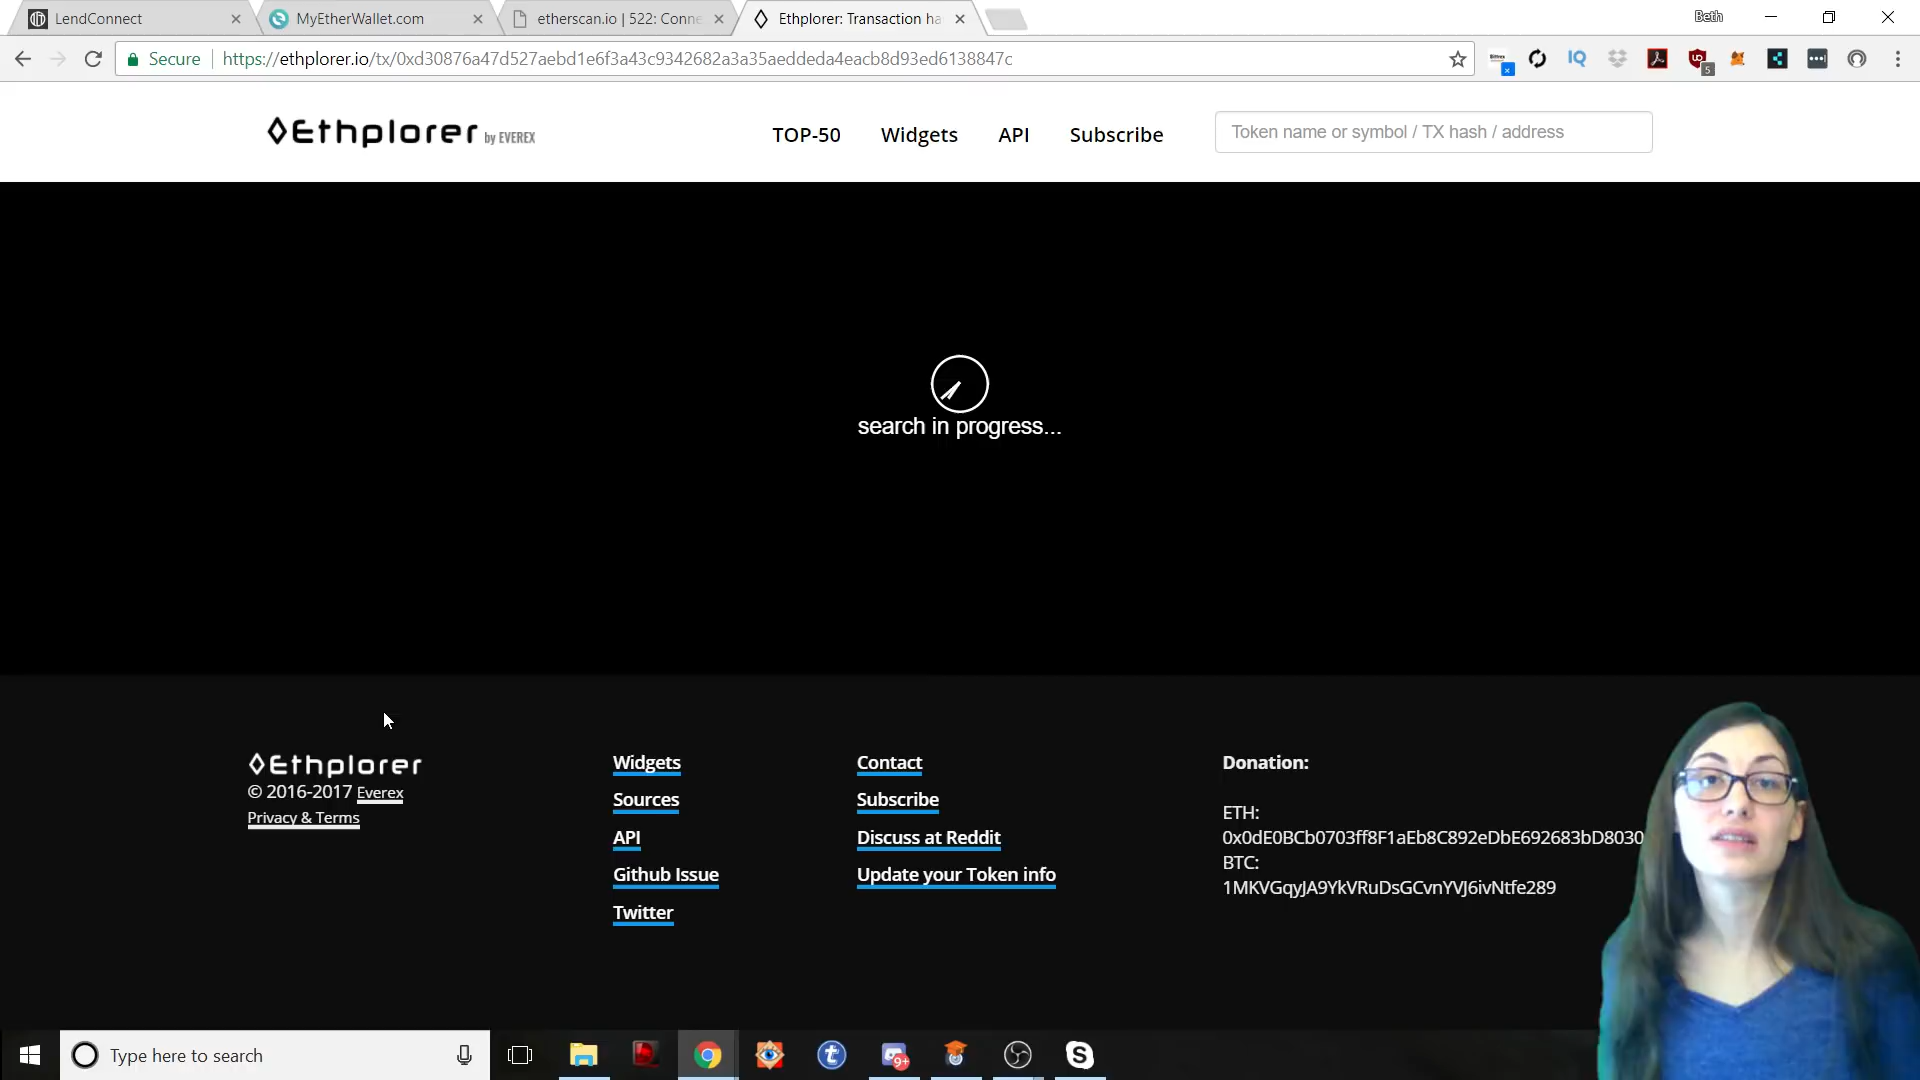 LendConnect
MyEtherWallet.com
etherscan.io | 522: Conne
Ethplorer: Transaction ha
Beth
Secure
https://ethplorer.io/tx/0xd30876a47d527aebd1e6f3a43c9342682a3a35aeddeda4eacb8d93ed6138847c
5
Ethplorer by EVEREX
TOP-50
Widgets
API
Subscribe
Token name or symbol / TX hash / address
search in progress...
Ethplorer
© 2016-2017 Everex
Privacy & Terms
Widgets
Sources
API
Github Issue
Twitter
Contact
Subscribe
Discuss at Reddit
Update your Token info
Donation:
ETH:
0x0dE0BCb0703ff8F1aEb8C892eDbE692683bD8030
BTC:
1MKVGqyJA9YkVRuDsGCvnYVJ6ivNtfe289
Type here to search
9+